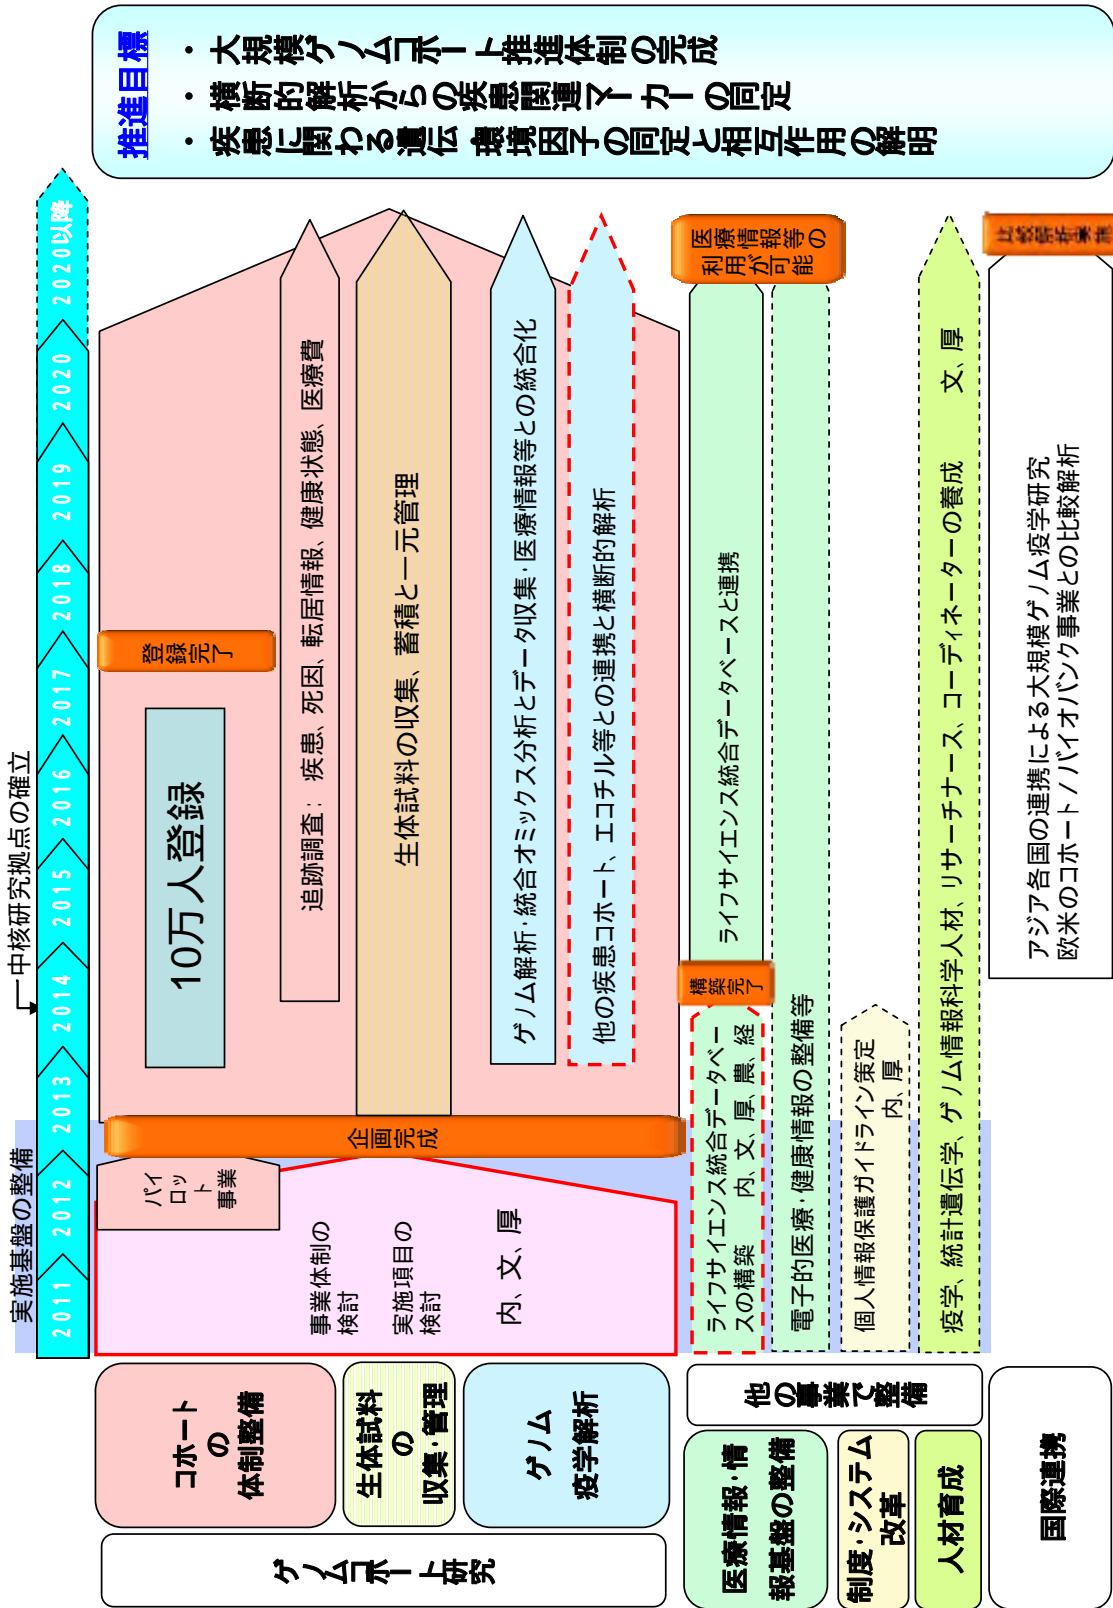 推進目標
・大規模ゲノムコホート推進体制の完成
・横断的解析からの疾患関連マーカーの同定
・疾患に関わる遺伝・環境因子の同定と相互作用の解明
実施基盤の整備
中核研究拠点の確立
2011
2012
2013
2014
2015
2016
2017
2018
2019
2020
2020以降
ゲノムコホート研究
コホート
の
体制整備
パイ
ロット
事業
10万人登録
登録完
了
追跡調査：疾患、死因、転居情報、健康状態、医療費
事業体制の
検討
実施項目の
検討
内、文、厚
企画完成
生体試料
の
収集・管理
生体試料の収集、蓄積と一元管理
ゲノム
疫学解析
ゲノム解析・統合オミックス分析とデータ収集・医療情報等との統合化
他の疾患コホート、エコチル等との連携と横断的解析
他の事業で整備
医療情報・情
報基盤の整備
ライフサイエンス統合データベー
スの構築 内、文、厚、農、経
構築完
了
ライフサイエンス統合データベースと連携
医療情報等の
利用が可能
電子的医療・健康情報の整備等
制度・システム
改革
個人情報保護ガイドライン策定
内、厚
人材育成
疫学、統計遺伝学、ゲノム情報科学人材、リサーチナース、コーディネーターの養成 文、厚
国際連携
アジア各国の連携による大規模ゲノム疫学研究
欧米のコホート／バイオバンク事業との比較解析
比較解析実施